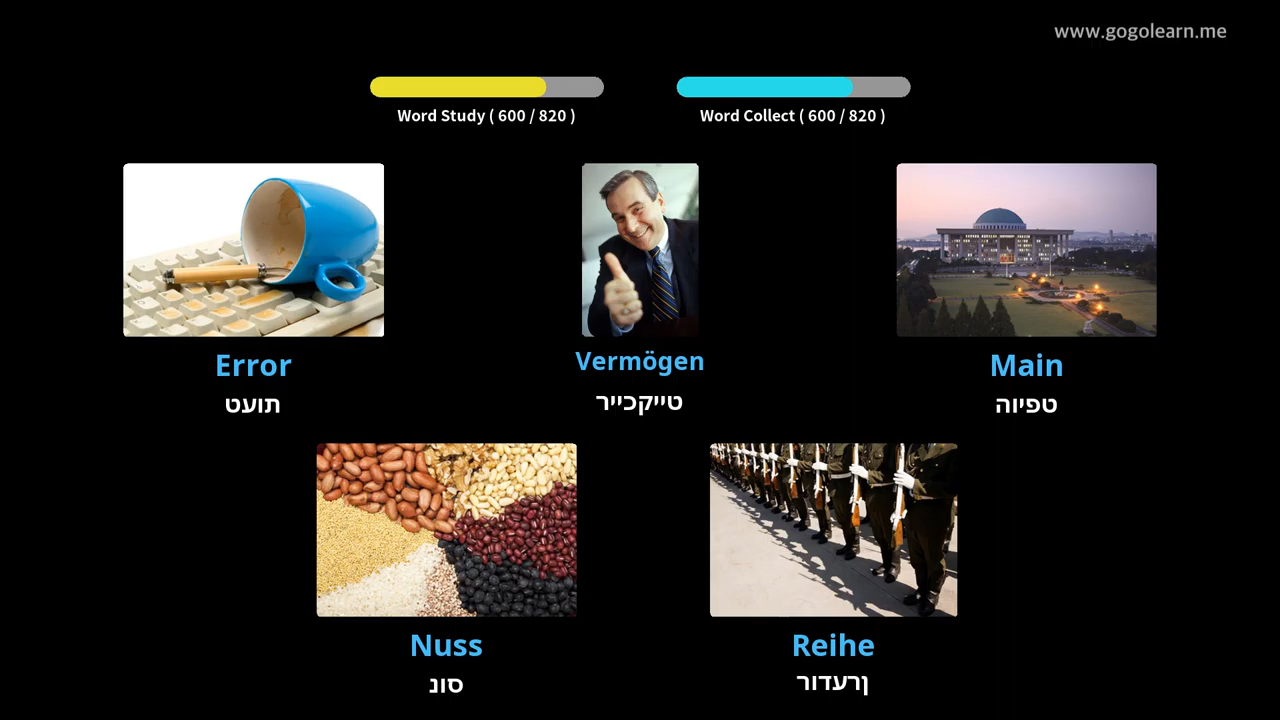 www.gogolearn.me
Word Study ( 600 / 820 )
Word Collect ( 600 / 820 )
Error
תועט
Vermögen
טייקכייר
Main
טפיוה
Nuss
סונ
Reihe
ןרעדור